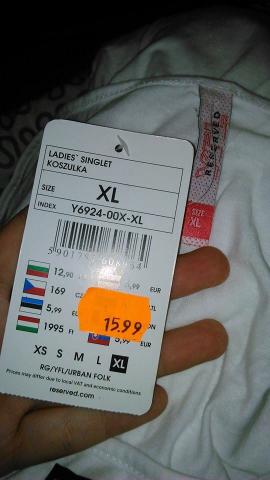 LADIES` SINGLET
KOSZULKA
SIZE
XL
INDEX
Y6924-00X-XL
12,90
EUR
169
5,99
1995 Ft
15.99
XS S M L XL
RG/YFL/URBAN FOLK
Prices may differ due to local VAT and economic conditions
reserved.com
RESERVED
SIZE
XL